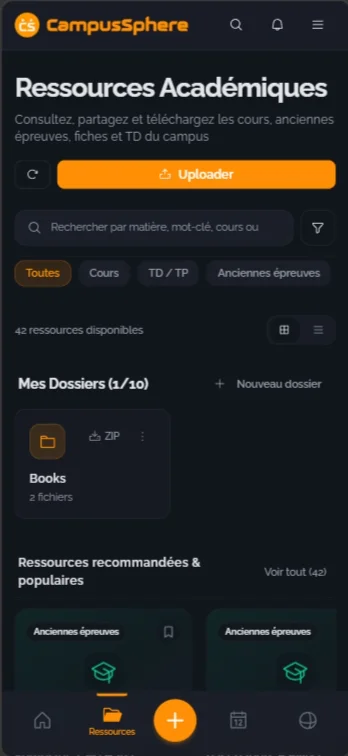 CS CampusSphere
Ressources Académiques
Consultez, partagez et téléchargez les cours, anciennes
épreuves, fiches et TD du campus
Uploader
Rechercher par matière, mot-clé, cours ou
Toutes Cours TD / TP Anciennes épreuves
42 ressources disponibles
Mes Dossiers (1/10) + Nouveau dossier
ZIP
Books
2 fichiers
Ressources recommandées & 
populaires
Voir tout (42)
Anciennes épreuves Anciennes épreuves
12
Ressources